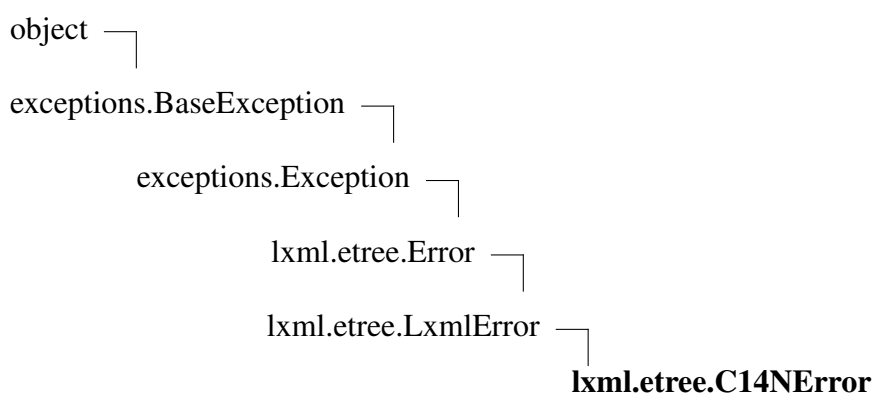 object
exceptions.BaseException
exceptions.Exception
lxml.etree.Error
lxml.etree.LxmlError
lxml.etree.C14NError